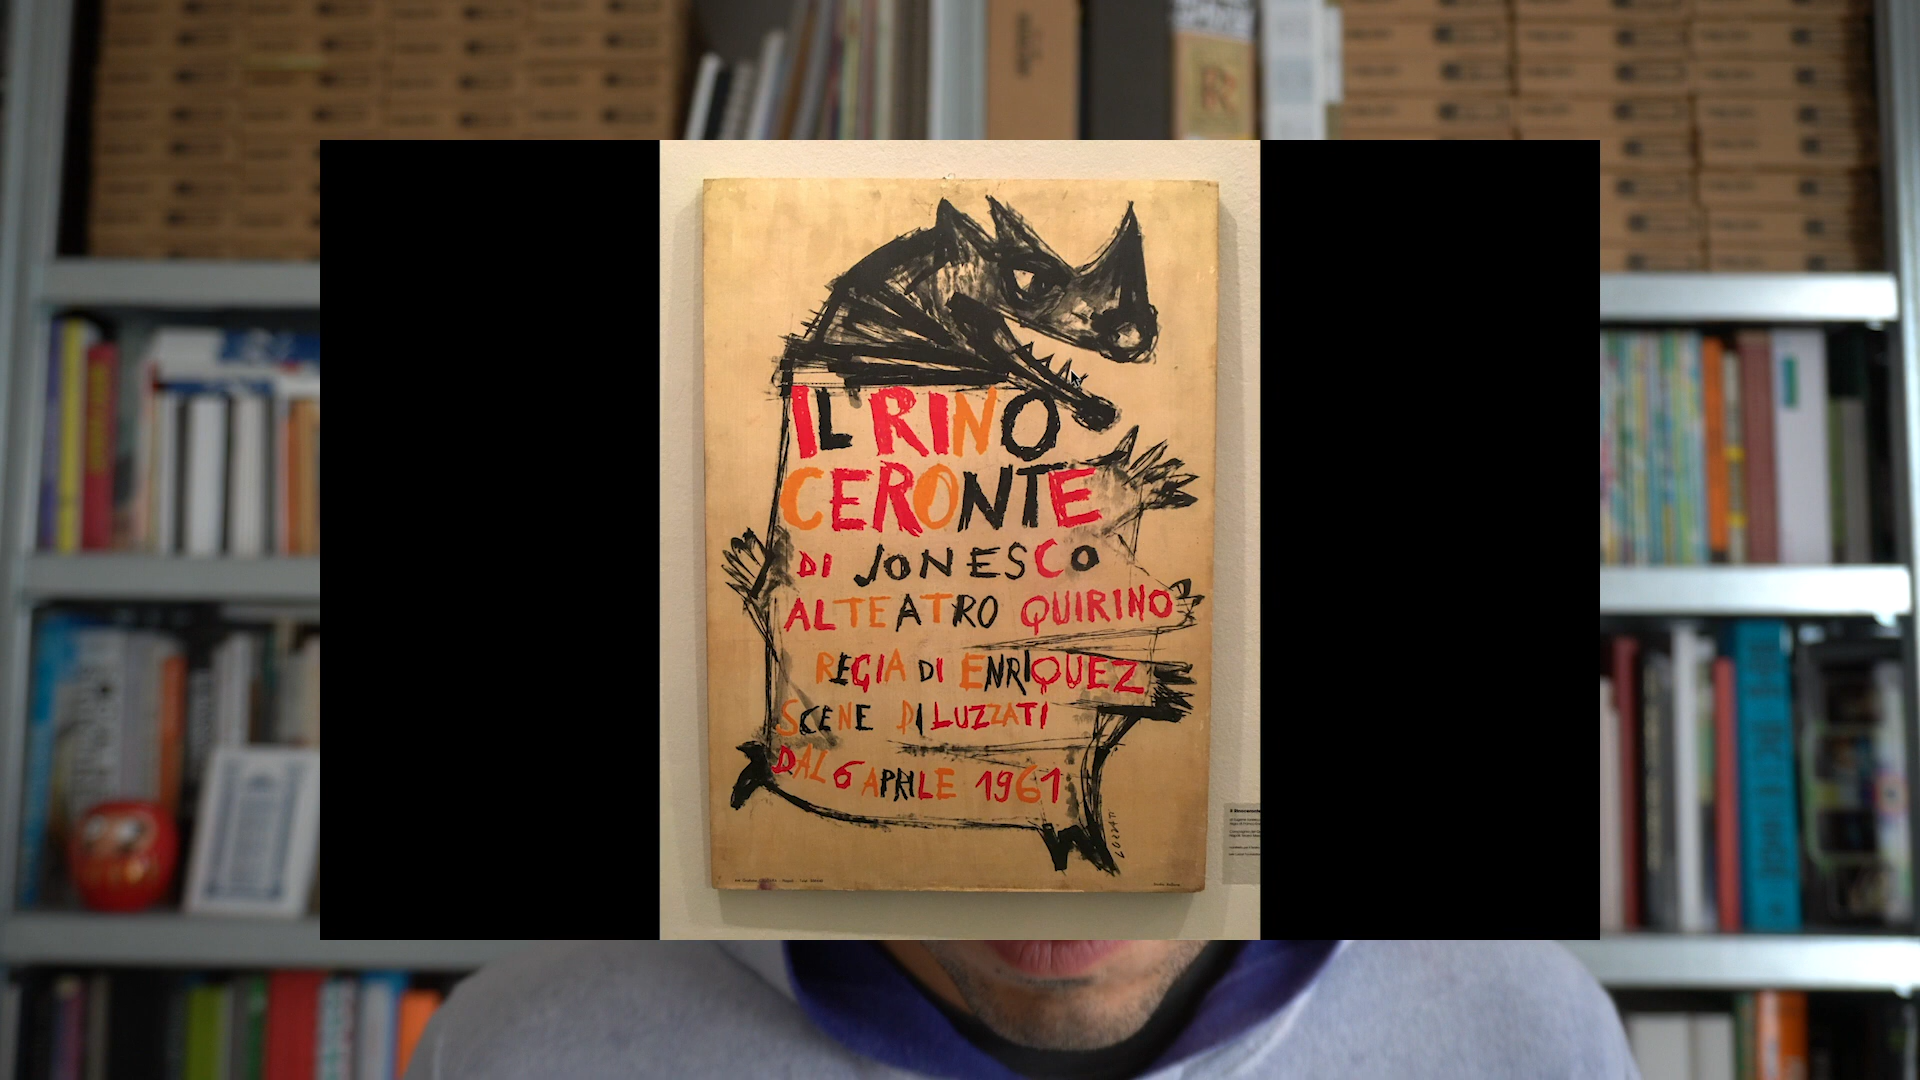 IL RINO
CERONTE
DI JONESCO
AL TEATRO QUIRINO
REGIA DI ENRIQUEZ
SCENE DI LUZZATI
DAL 6 APRILE 1961
LUZZATI